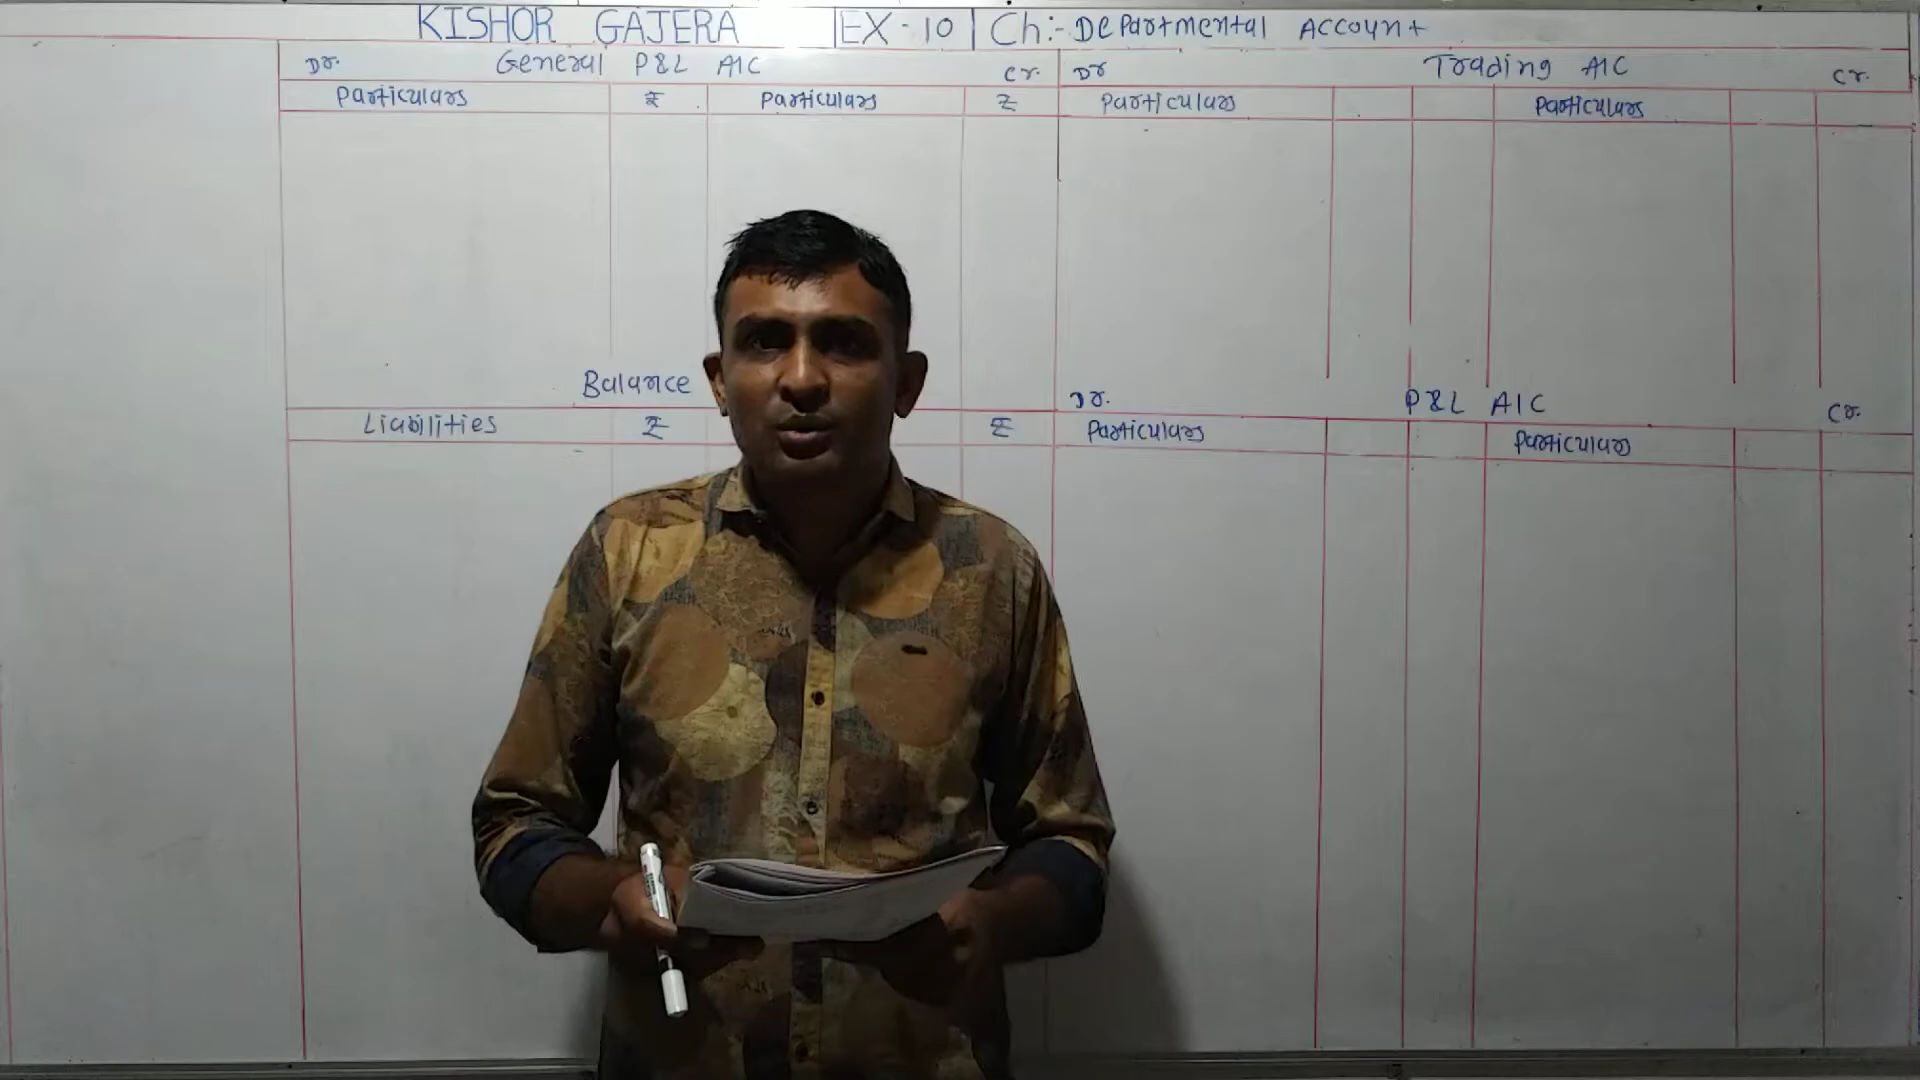 KISHOR GAJERA EX-10 Ch:- Departmental Account
Dr. General P&L A/C Cr.
Particulars ₹ Particulars ₹
Dr Trading A/C Cr.
Particulars Particulars
Balance
Liabilities ₹ ₹
Dr. P&L A/C Cr.
Particulars Particulars